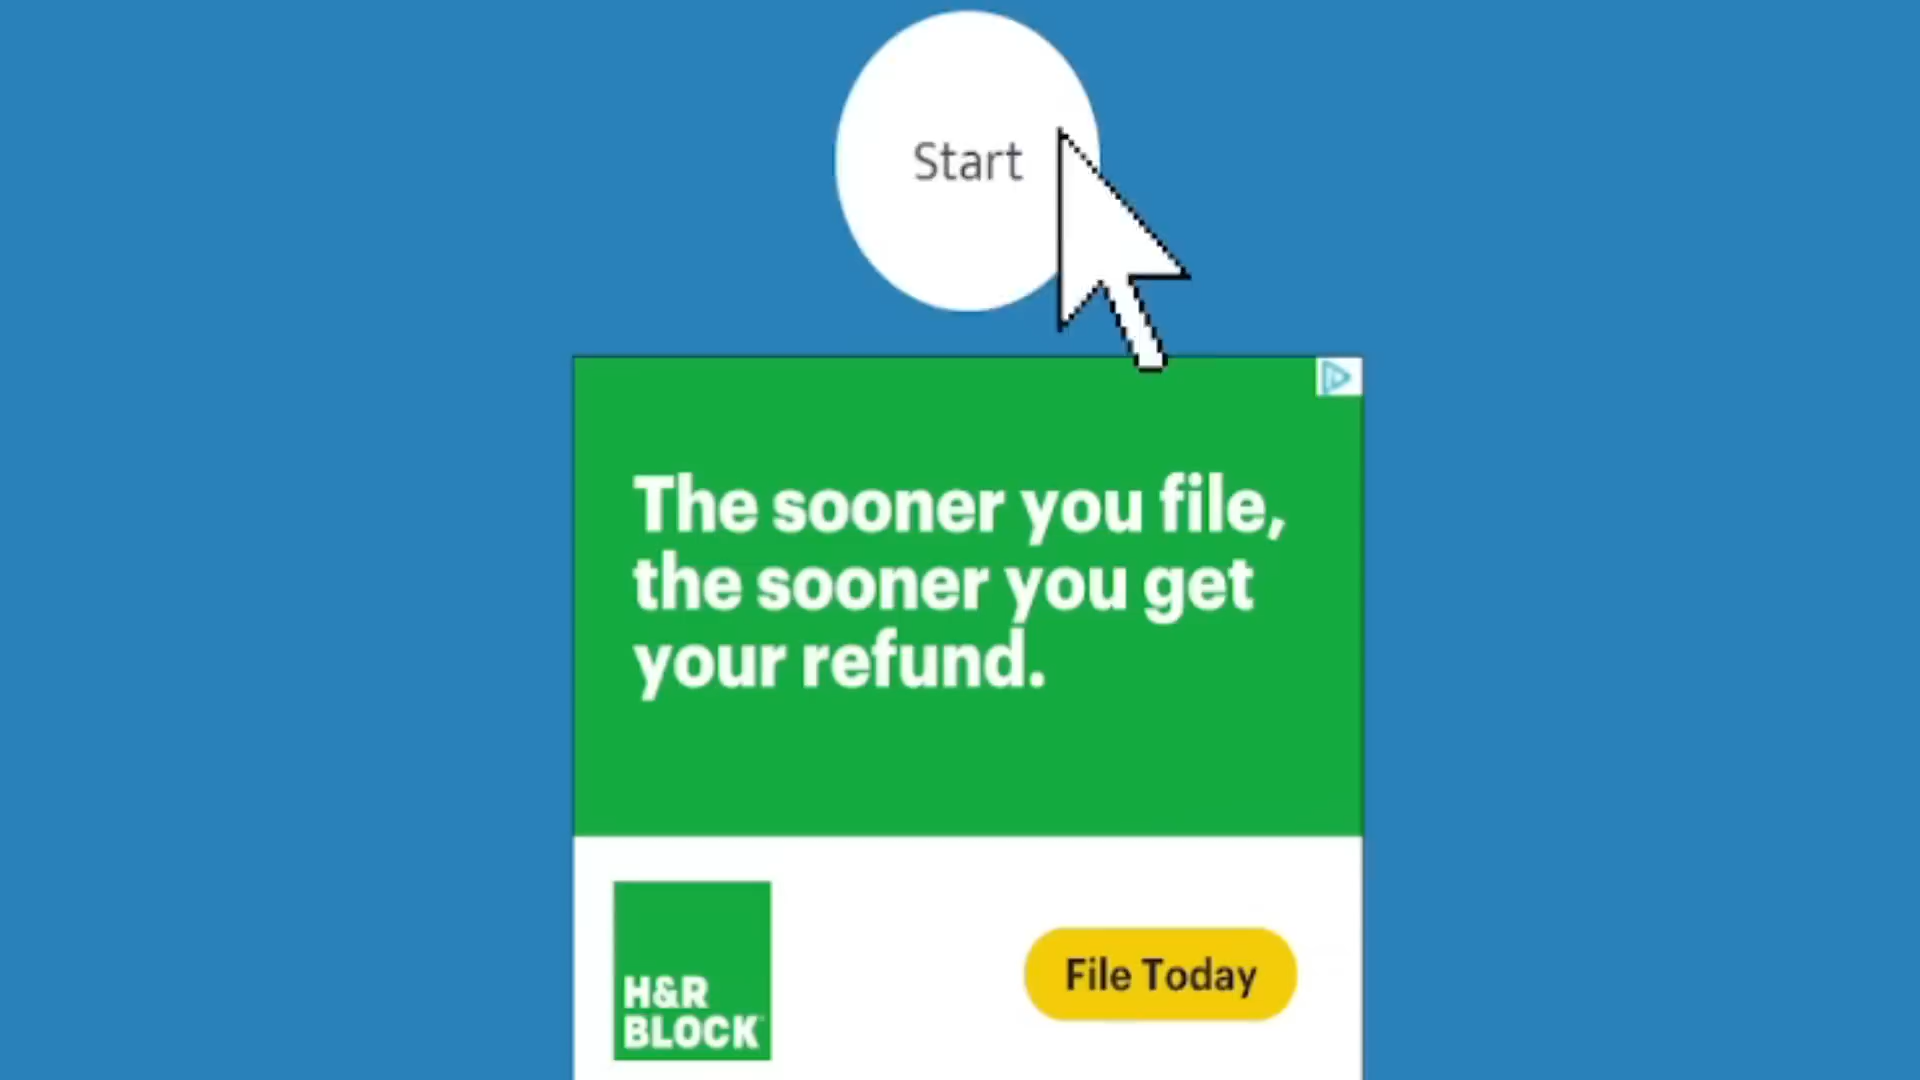 Start
The sooner you file,
the sooner you get
your refund.
H&R
BLOCK
File Today